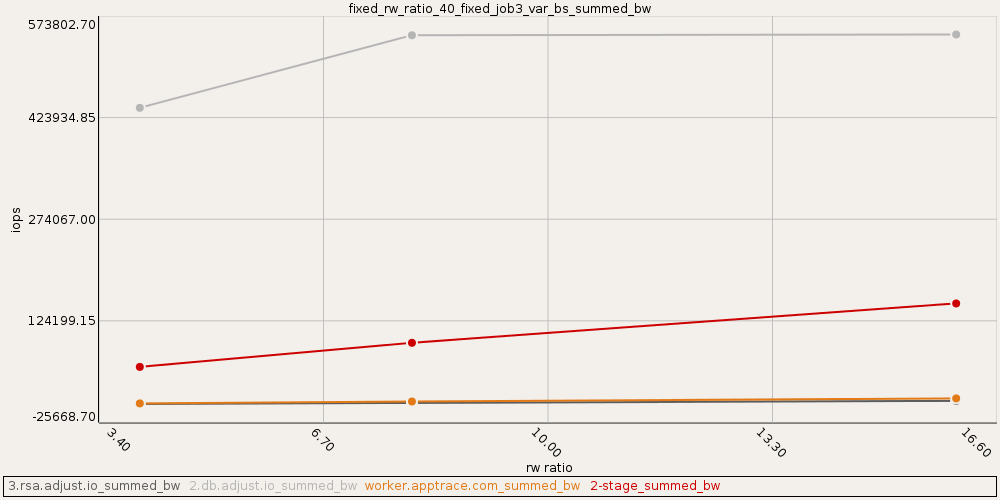 fixed_rw_ratio_40_fixed_job3_var_bs_summed_bw
573802.70
423934.85
274067.00
124199.15
-25668.70
iops
3.40
6.70
10.00
13.30
16.60
rw ratio
3.rsa.adjust.io_summed_bw 2.db.adjust.io_summed_bw worker.apptrace.com_summed_bw 2-stage_summed_bw